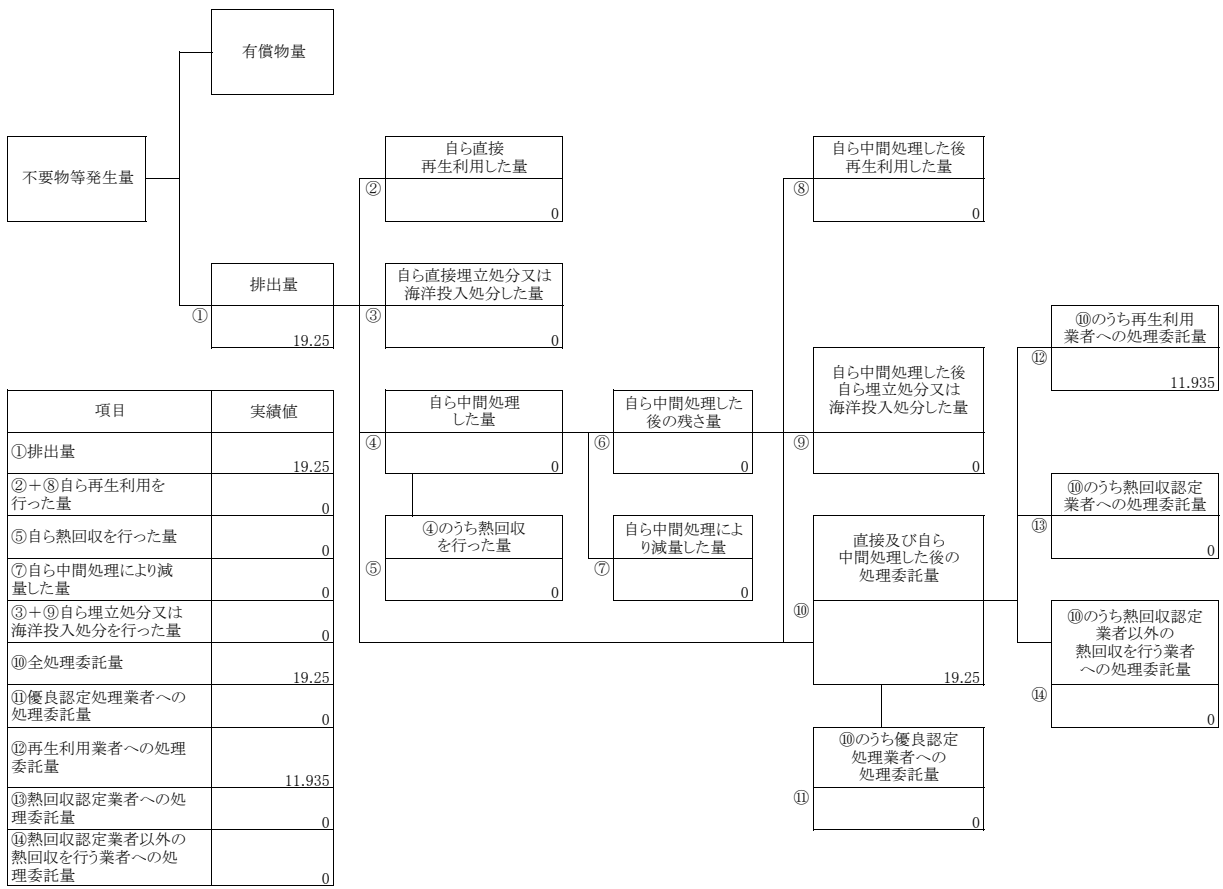 有償物量
不要物等発生量
自ら直接
再生利用した量
②
0
自ら中間処理した後
再生利用した量
⑧
0
排出量
①
19.25
自ら直接埋立処分又は
海洋投入処分した量
③
0
⑩のうち再生利用
業者への処理委託量
⑫
11.935
自ら中間処理
した量
④
0
自ら中間処理した
後の残さ量
⑥
0
自ら中間処理した後
自ら埋立処分又は
海洋投入処分した量
⑨
0
⑩のうち熱回収認定
業者への処理委託量
⑬
0
④のうち熱回収
を行った量
⑤
0
自ら中間処理によ
り減量した量
⑦
0
直接及び自ら
中間処理した後の
処理委託量
⑩
19.25
⑩のうち熱回収認定
業者以外の
熱回収を行う業者
への処理委託量
⑭
0
⑩のうち優良認定
処理業者への
処理委託量
⑪
0
項目 実績値
①排出量
19.25
②+⑧自ら再生利用を
行った量
0
⑤自ら熱回収を行った量
0
⑦自ら中間処理により減
量した量
0
③+⑨自ら埋立処分又は
海洋投入処分を行った量
0
⑩全処理委託量
19.25
⑪優良認定処理業者への
処理委託量
0
⑫再生利用業者への処理
委託量
11.935
⑬熱回収認定業者への処
理委託量
0
⑭熱回収認定業者以外の
熱回収を行う業者への処
理委託量
0